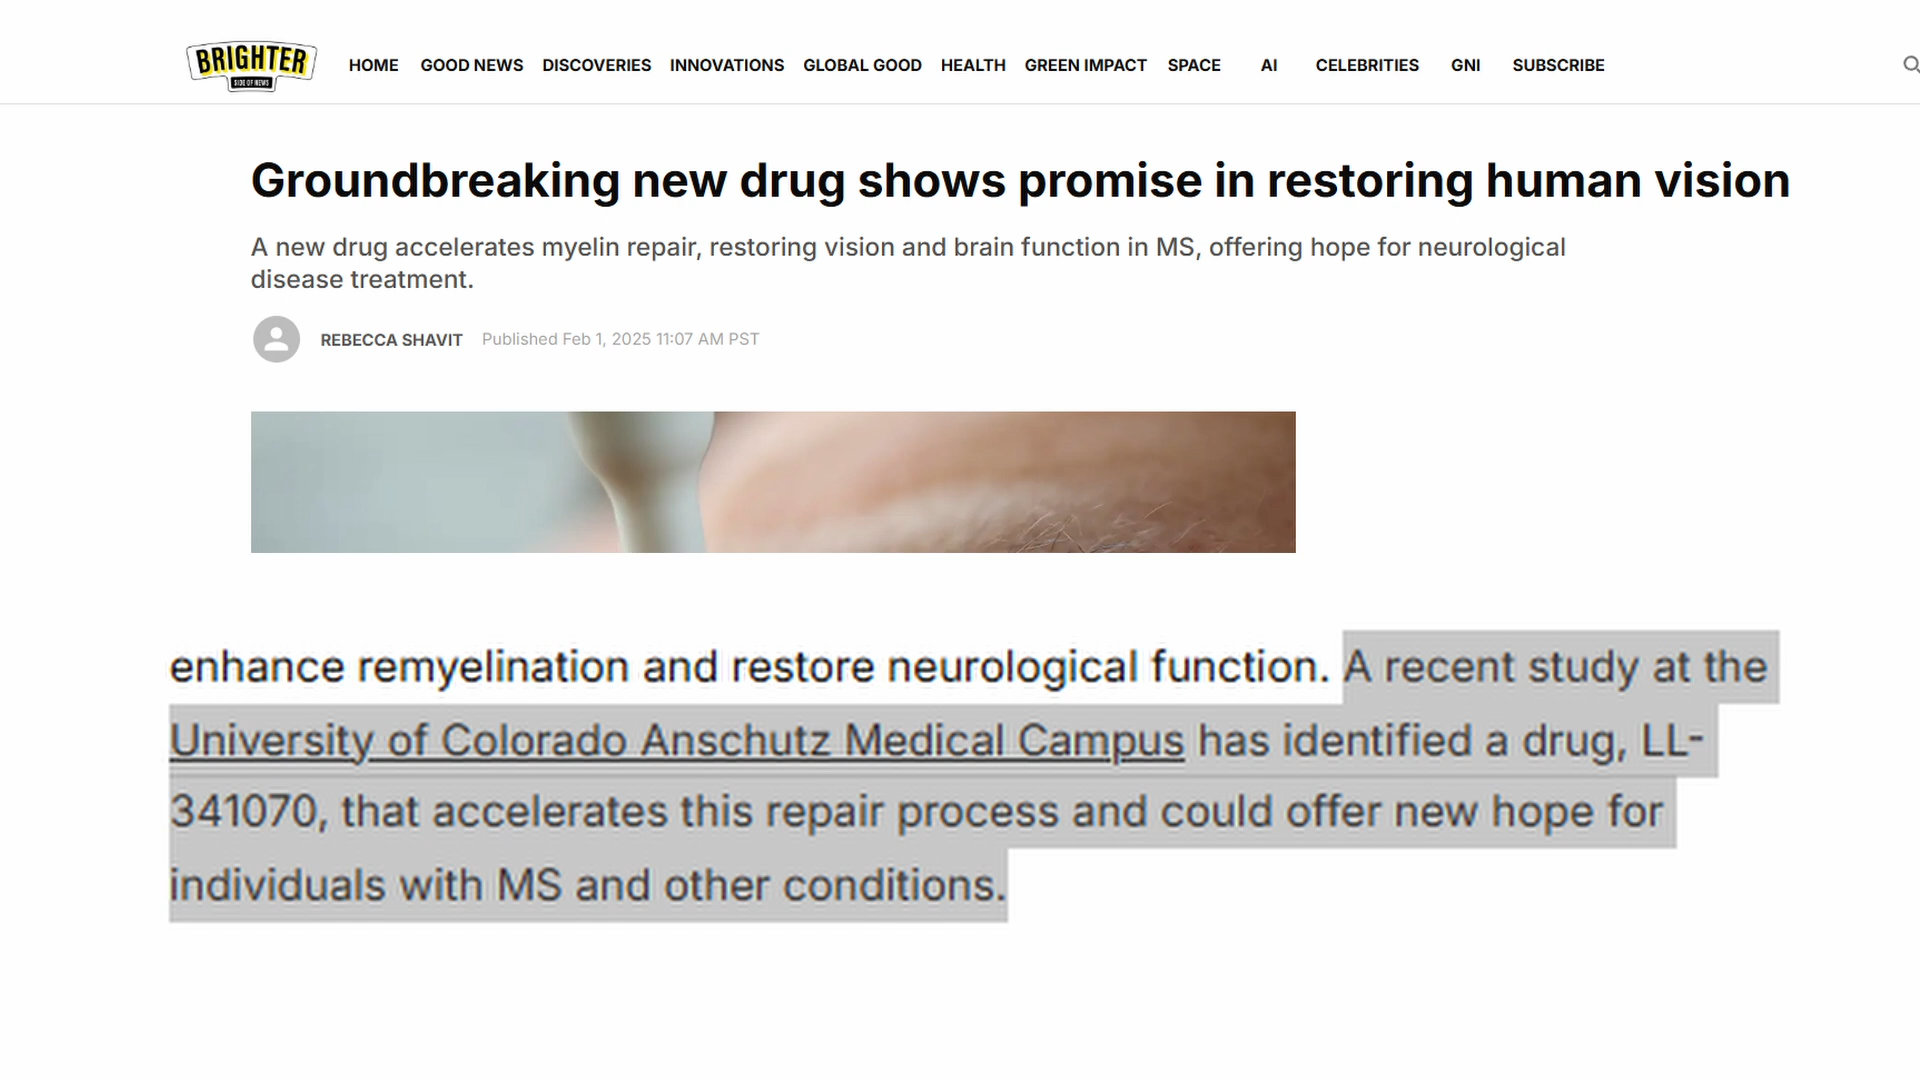 BRIGHTER
SIDE OF NEWS
HOME GOOD NEWS DISCOVERIES INNOVATIONS GLOBAL GOOD HEALTH GREEN IMPACT SPACE AI CELEBRITIES GNI SUBSCRIBE
Groundbreaking new drug shows promise in restoring human vision
A new drug accelerates myelin repair, restoring vision and brain function in MS, offering hope for neurological
disease treatment.
REBECCA SHAVIT Published Feb 1, 2025 11:07 AM PST
enhance remyelination and restore neurological function. A recent study at the
University of Colorado Anschutz Medical Campus has identified a drug, LL-
341070, that accelerates this repair process and could offer new hope for
individuals with MS and other conditions.